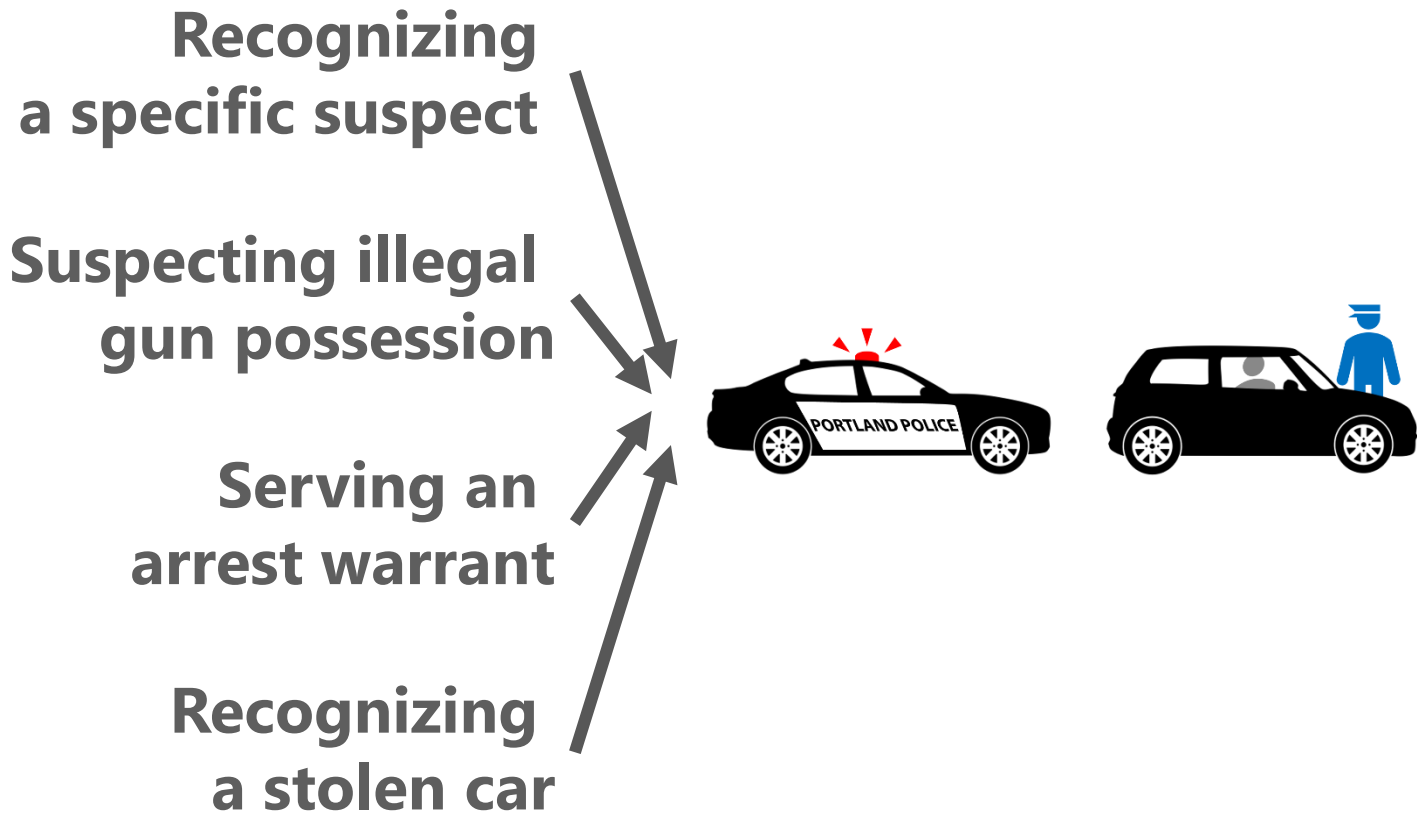 Recognizing
a specific suspect
Suspecting illegal
gun possession
Serving an
arrest warrant
Recognizing
a stolen car
PORTLAND POLICE